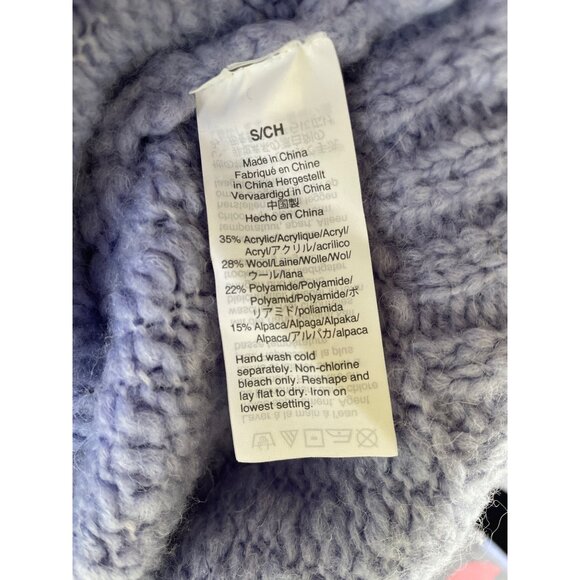 S/CH
Made in China
Fabriqué en Chine
in China Hergestellt
Vervaardigd in China
中国製
Hecho en China
35% Acrylic/Acrylique/Acryl/
Acryl/アクリル/acrílico
28% Wool/Laine/Wolle/Wol/
ウール/lana
22% Polyamide/Polyamide/
Polyamid/Polyamide/ポ
リアミド/poliamida
15% Alpaca/Alpaga/Alpaka/
Alpaca/アルパカ/alpaca
Hand wash cold
separately. Non-chlorine
bleach only. Reshape and
lay flat to dry. Iron on
lowest setting.